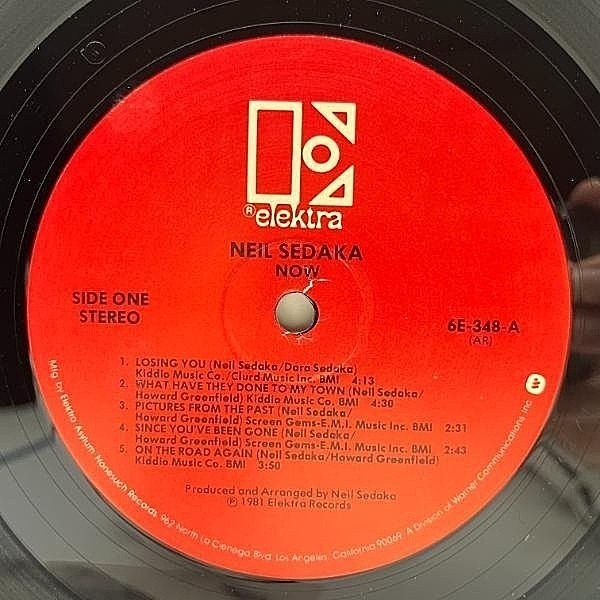 ® elektra
NEIL SEDAKA
NOW
SIDE ONE
STEREO
6E-348-A
(AR)
1. LOSING YOU (Neil Sedaka/Dara Sedaka)
Kiddio Music Co./Clurd Music Inc. BMI 4:13
2. WHAT HAVE THEY DONE TO MY TOWN (Neil Sedaka/
Howard Greenfield) Kiddio Music Co. BMI 4:30
3. PICTURES FROM THE PAST (Neil Sedaka/
Howard Greenfield) Screen Gems-E.M.I. Music Inc. BMI 2:31
4. SINCE YOU'VE BEEN GONE (Neil Sedaka/
Howard Greenfield) Screen Gems-E.M.I. Music Inc. BMI 2:43
5. ON THE ROAD AGAIN (Neil Sedaka/Howard Greenfield)
Kiddio Music Co. BMI 3:50
Produced and Arranged by Neil Sedaka
℗ 1981 Elektra Records
Mfg. by Elektra/Asylum/Nonesuch Records, 962 North La Cienega Blvd. Los Angeles, California 90069. A Division of Warner Communications Inc.